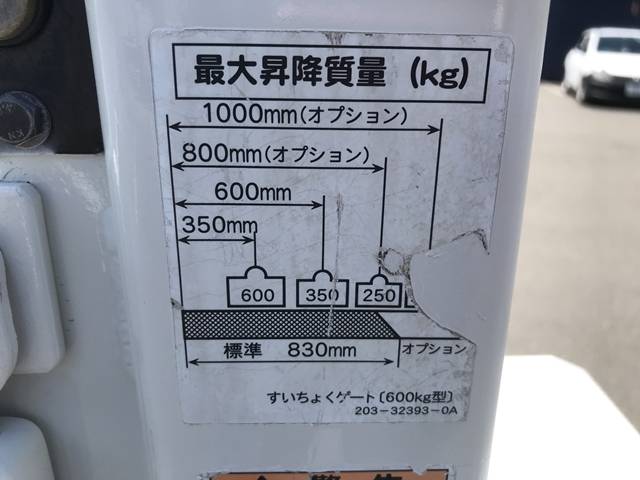 最大昇降質量 (kg)
1000mm(オプション)
800mm(オプション)
600mm
350mm
600 350 250
標準 830mm オプション
すいちょくゲート〔600kg型〕
203-32393-0A